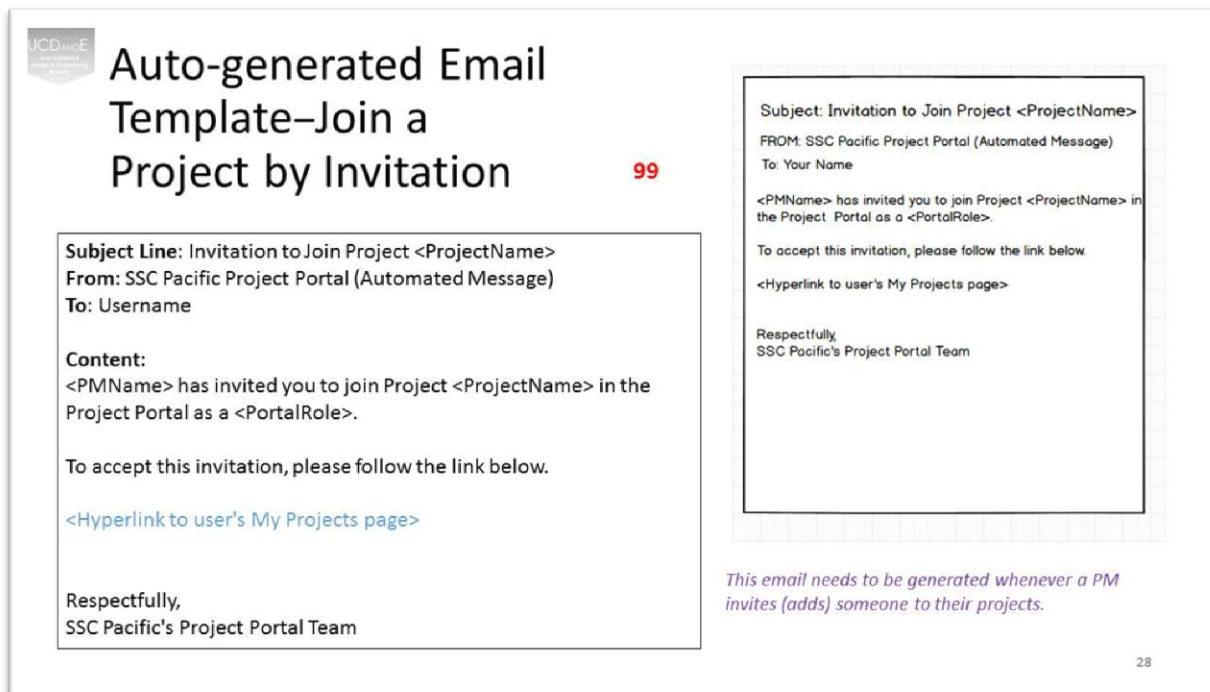 UCDANDE
Auto-generated Email
Template–Join a
Project by Invitation
99
Subject Line: Invitation to Join Project <ProjectName>
From: SSC Pacific Project Portal (Automated Message)
To: Username
Content:
<PMName> has invited you to join Project <ProjectName> in the
Project Portal as a <PortalRole>.
To accept this invitation, please follow the link below.
<Hyperlink to user's My Projects page>
Respectfully,
SSC Pacific's Project Portal Team
Subject: Invitation to Join Project <ProjectName>
FROM: SSC Pacific Project Portal (Automated Message)
To: Your Name
<PMName> has invited you to join Project <ProjectName> in
the Project Portal as a <PortalRole>.
To accept this invitation, please follow the link below.
<Hyperlink to user's My Projects page>
Respectfully,
SSC Pacific's Project Portal Team
This email needs to be generated whenever a PM
invites (adds) someone to their projects.
28